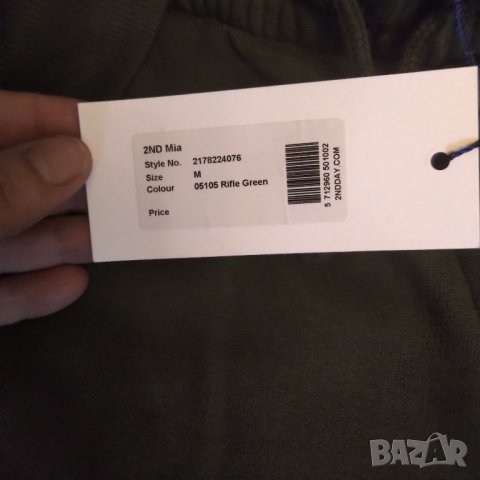 2ND Mia
Style No. 2178224076
Size M
Colour 05105 Rifle Green
Price
5 712960 501002
2NDDAY.COM
BAZAR